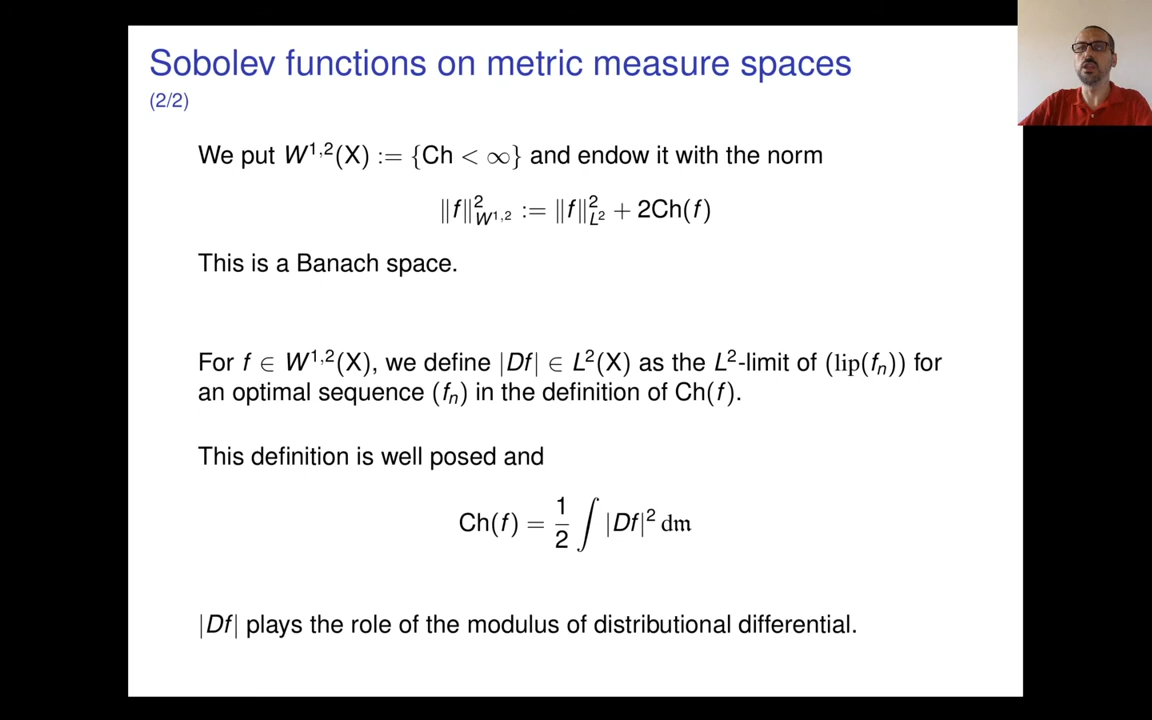 Sobolev functions on metric measure spaces
(2/2)
We put W^{1,2}(X) := {Ch < ∞} and endow it with the norm
‖f‖²_{W^{1,2}} := ‖f‖²_{L²} + 2Ch(f)
This is a Banach space.
For f ∈ W^{1,2}(X), we define |Df| ∈ L²(X) as the L²-limit of (lip(fₙ)) for
an optimal sequence (fₙ) in the definition of Ch(f).
This definition is well posed and
Ch(f) = \frac{1}{2} ∫ |Df|² d𝔪
|Df| plays the role of the modulus of distributional differential.